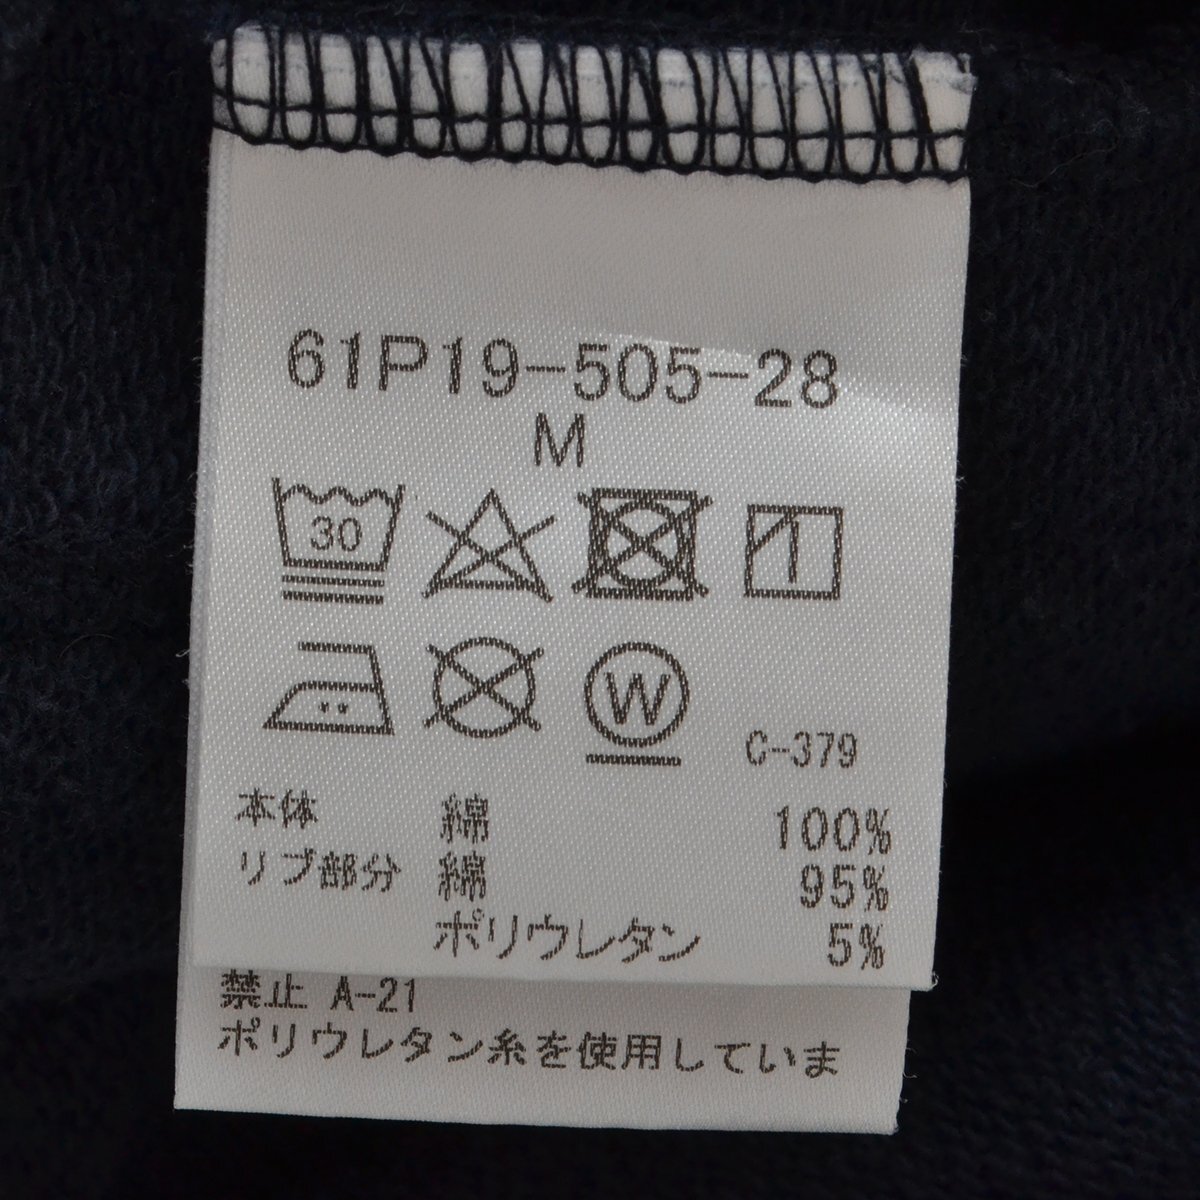 61P19-505-28
M
30
W
C-379
本体 綿 100%
リブ部分 綿 95%
ポリウレタン 5%
禁止 A-21
ポリウレタン糸を使用していま